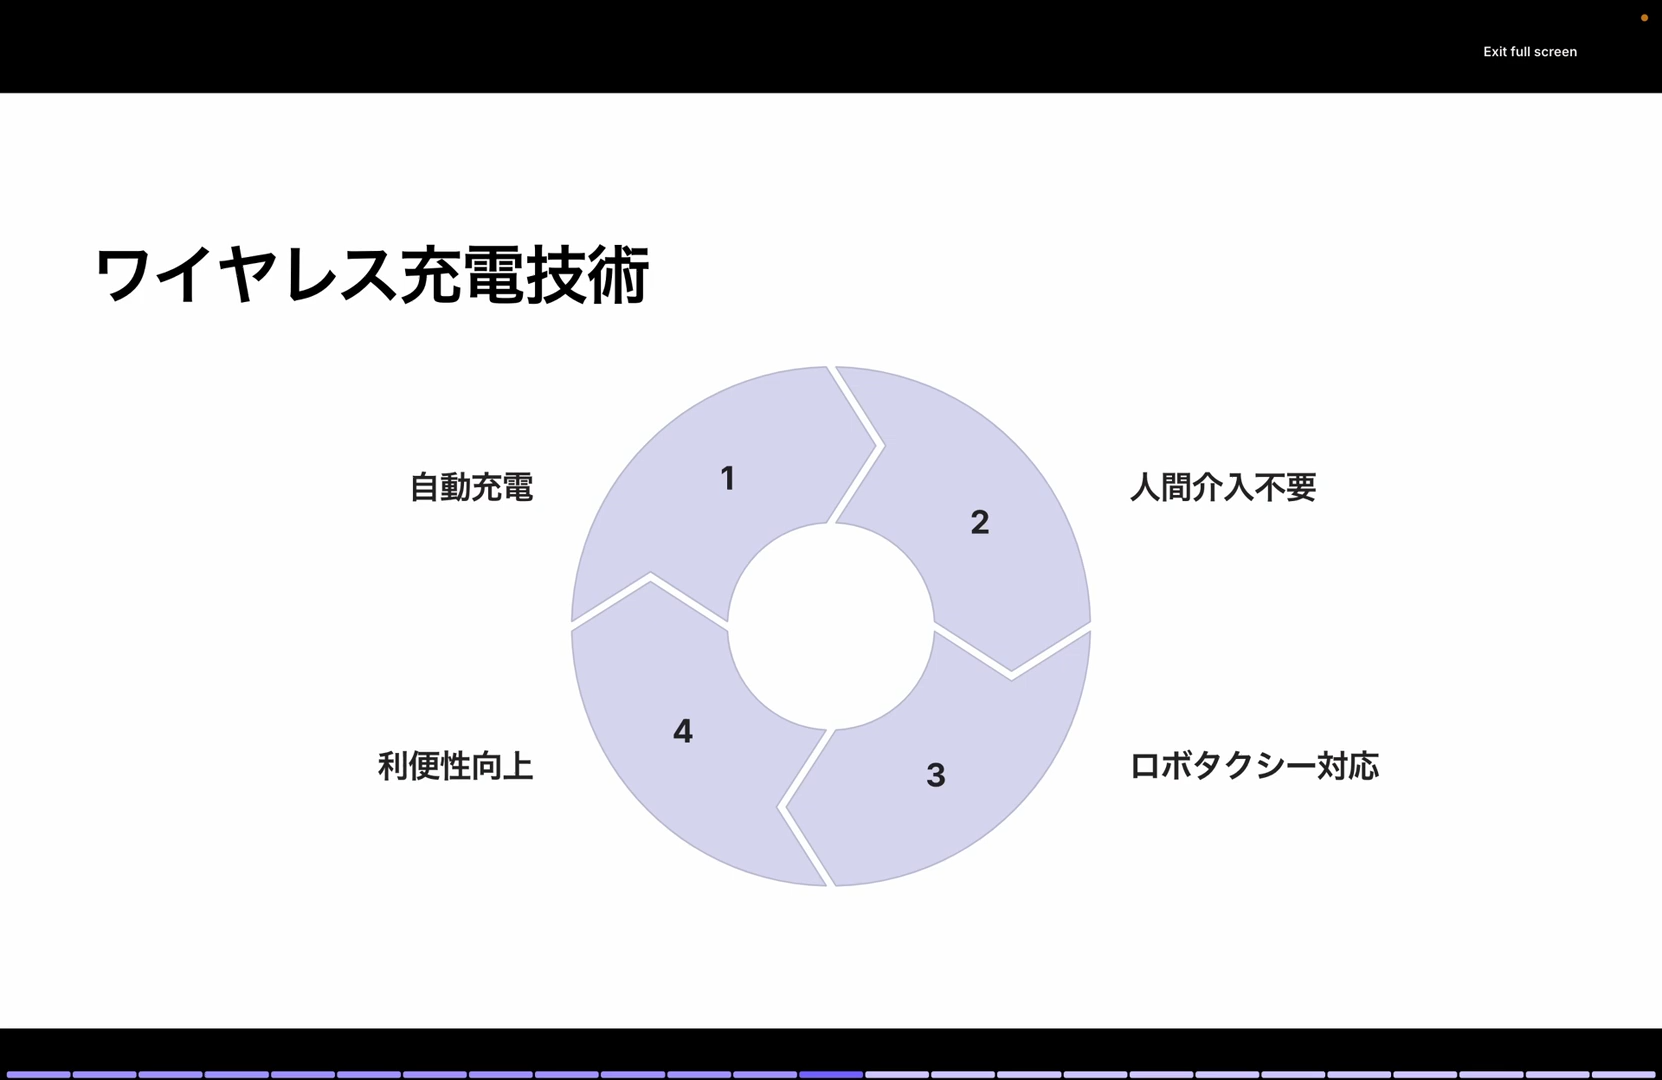 Exit full screen
ワイヤレス充電技術
自動充電
1
2
人間介入不要
利便性向上
4
3
ロボタクシー対応